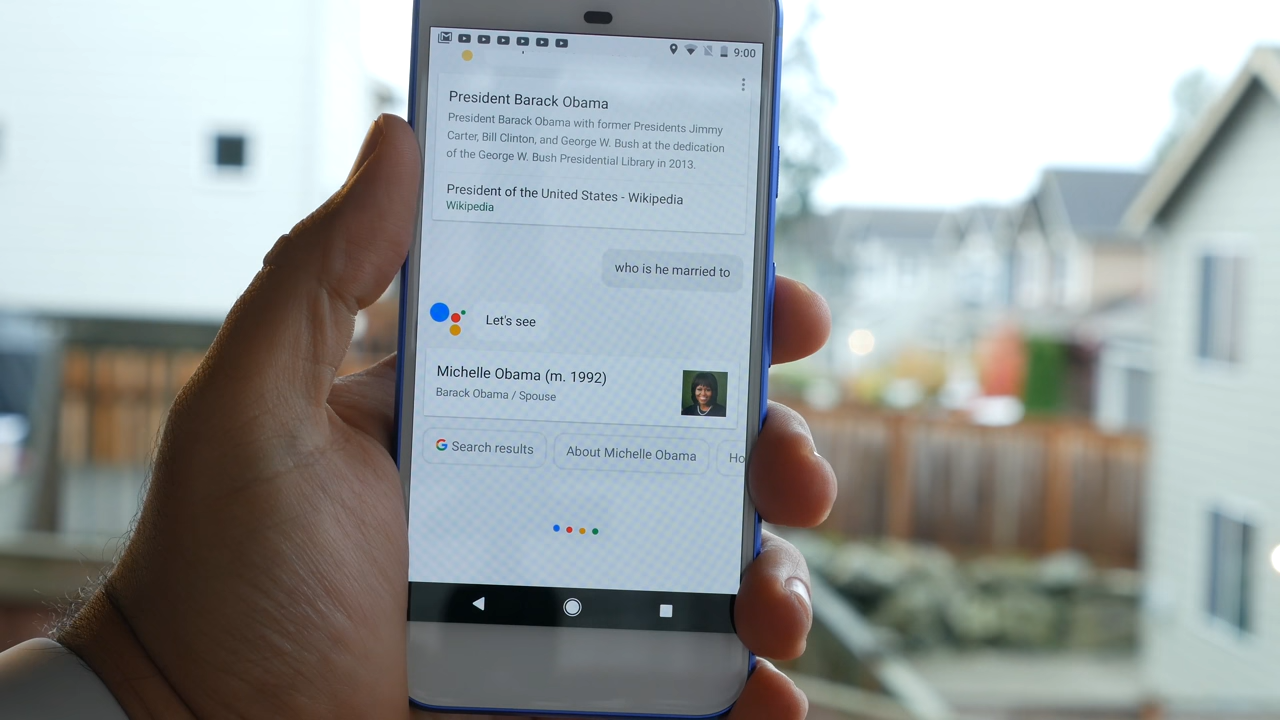 9:00
President Barack Obama
President Barack Obama with former Presidents Jimmy
Carter, Bill Clinton, and George W. Bush at the dedication
of the George W. Bush Presidential Library in 2013.
President of the United States - Wikipedia
Wikipedia
who is he married to
Let's see
Michelle Obama (m. 1992)
Barack Obama / Spouse
G Search results
About Michelle Obama
Ho